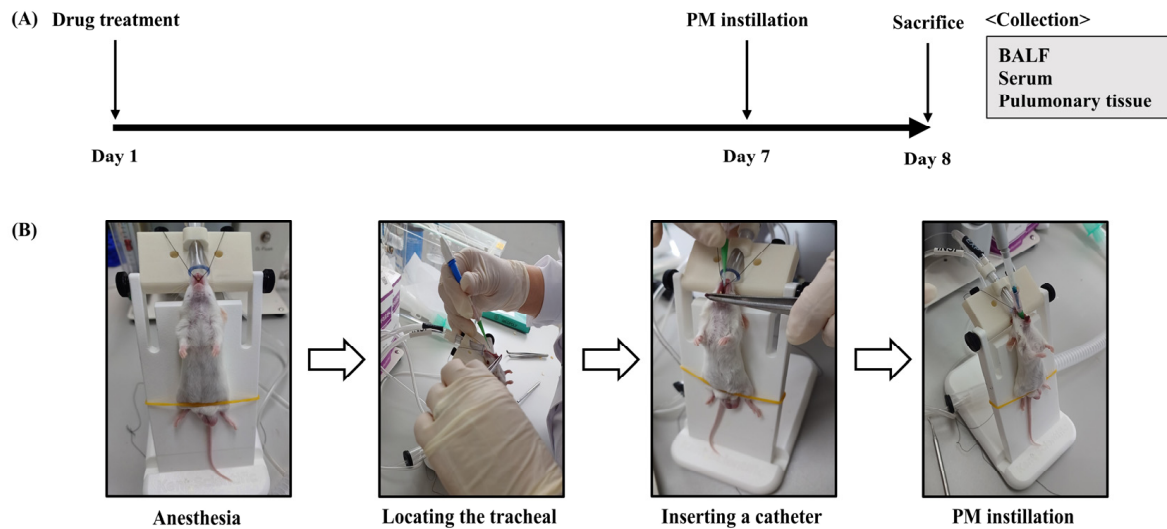 (A) Drug treatment PM instillation Sacrifice <Collection>
BALF
Serum
Pulumonary tissue
Day 1 Day 7 Day 8
(B)
Anesthesia Locating the tracheal Inserting a catheter PM instillation